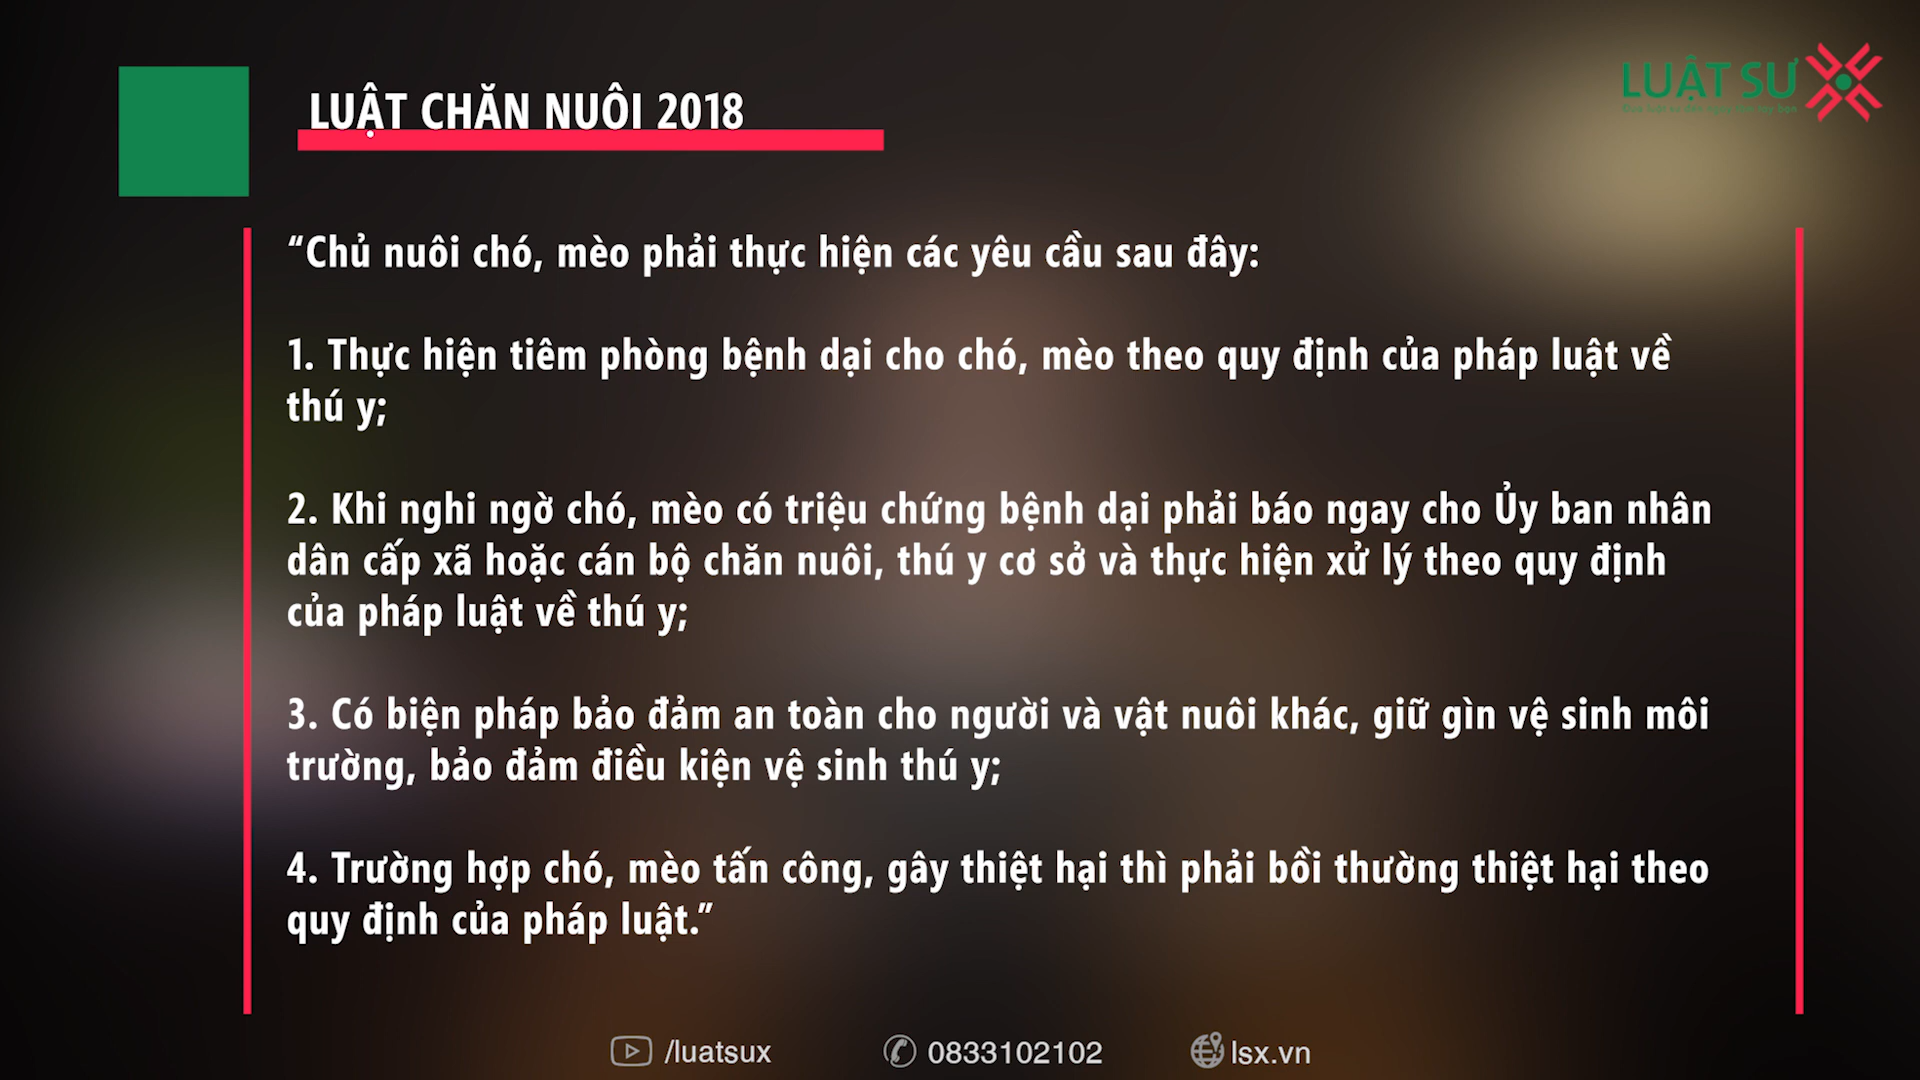 LUẬT SƯ
LUẬT CHĂN NUÔI 2018
“Chủ nuôi chó, mèo phải thực hiện các yêu cầu sau đây:
1. Thực hiện tiêm phòng bệnh dại cho chó, mèo theo quy định của pháp luật về
thú y;
2. Khi nghi ngờ chó, mèo có triệu chứng bệnh dại phải báo ngay cho Ủy ban nhân
dân cấp xã hoặc cán bộ chăn nuôi, thú y cơ sở và thực hiện xử lý theo quy định
của pháp luật về thú y;
3. Có biện pháp bảo đảm an toàn cho người và vật nuôi khác, giữ gìn vệ sinh môi
trường, bảo đảm điều kiện vệ sinh thú y;
4. Trường hợp chó, mèo tấn công, gây thiệt hại thì phải bồi thường thiệt hại theo
quy định của pháp luật.”
/luatsux 0833102102 lsx.vn